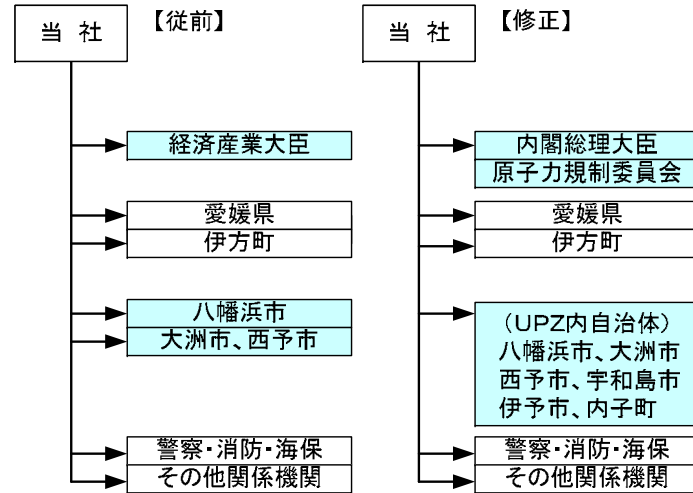 当 社
【従前】
経済産業大臣
愛媛県
伊方町
八幡浜市
大洲市、西予市
警察・消防・海保
その他関係機関
当 社
【修正】
内閣総理大臣
原子力規制委員会
愛媛県
伊方町
（ＵＰＺ内自治体）
八幡浜市、大洲市
西予市、宇和島市
伊予市、内子町
警察・消防・海保
その他関係機関